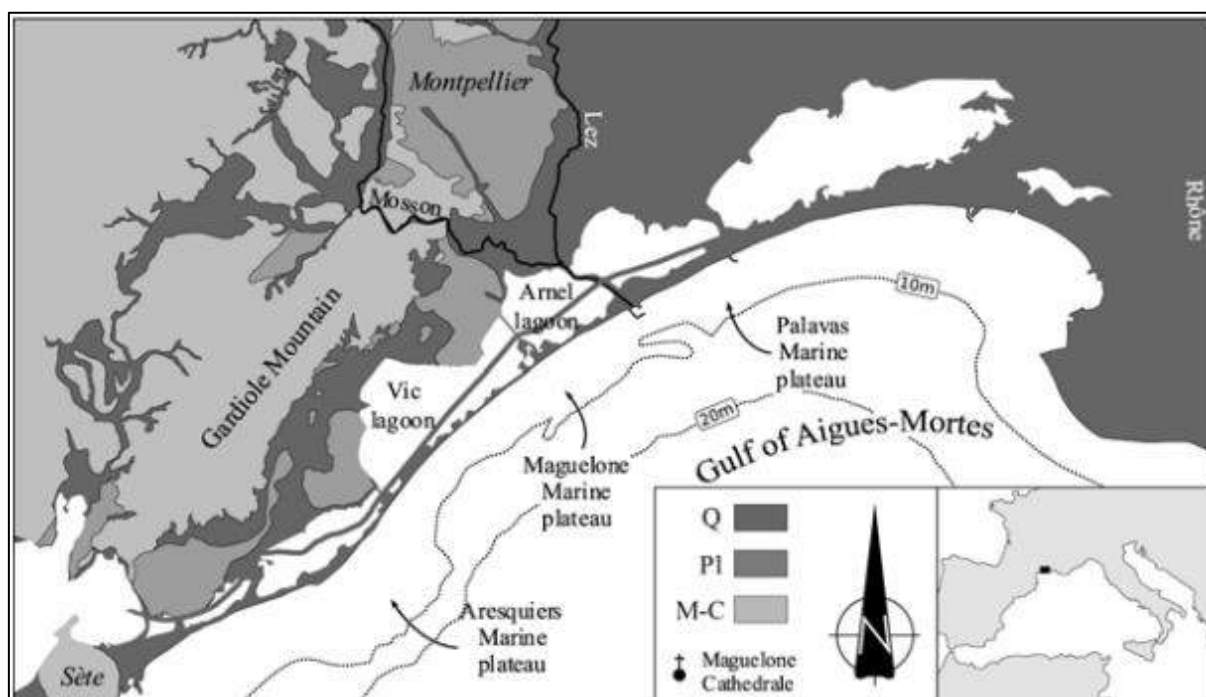 Montpellier
Lez
Rhône
Mosson
10m
Arnel
lagoon
Palavas
Marine
plateau
Gardiole Mountain
Vic
lagoon
20m
Gulf of Aigues-Mortes
Maguelone
Marine
plateau
Q
Pl
M-C
N
Aresquiers
Marine
plateau
Maguelone
Cathedrale
Sète